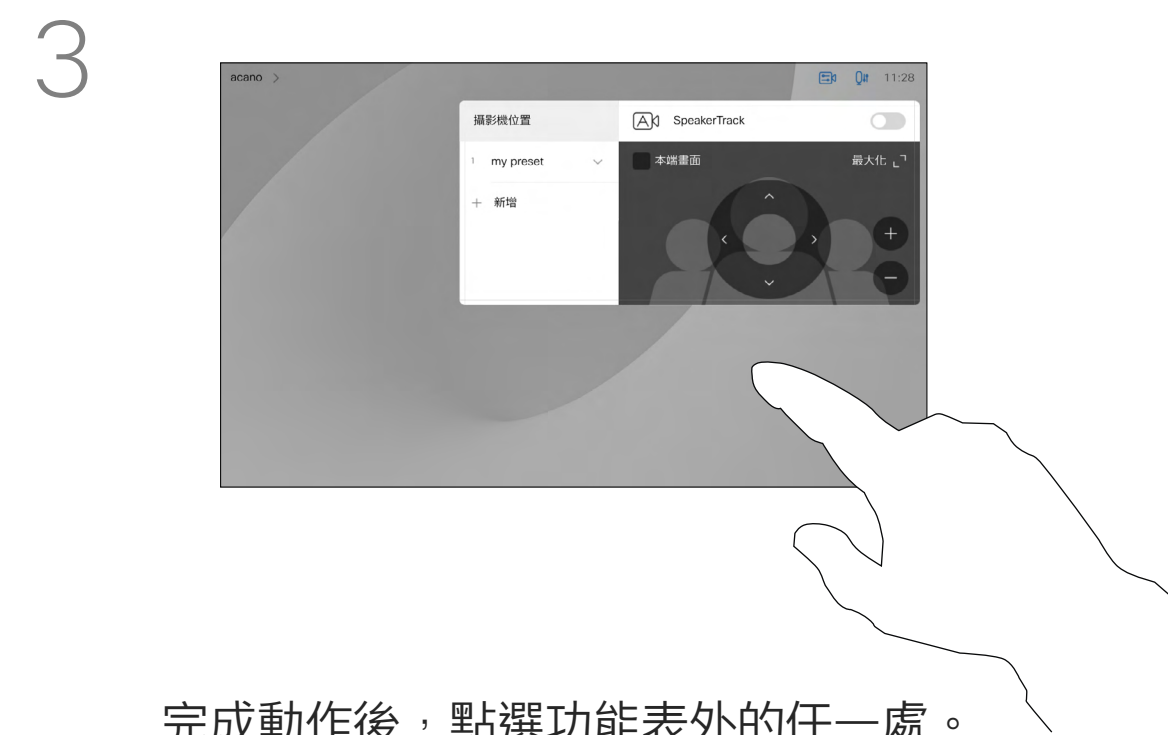 3
acano > 11:28
攝影機位置
SpeakerTrack
1 my preset
本端畫面
最大化
+ 新增
完成動作後，點選功能表外的任一處。